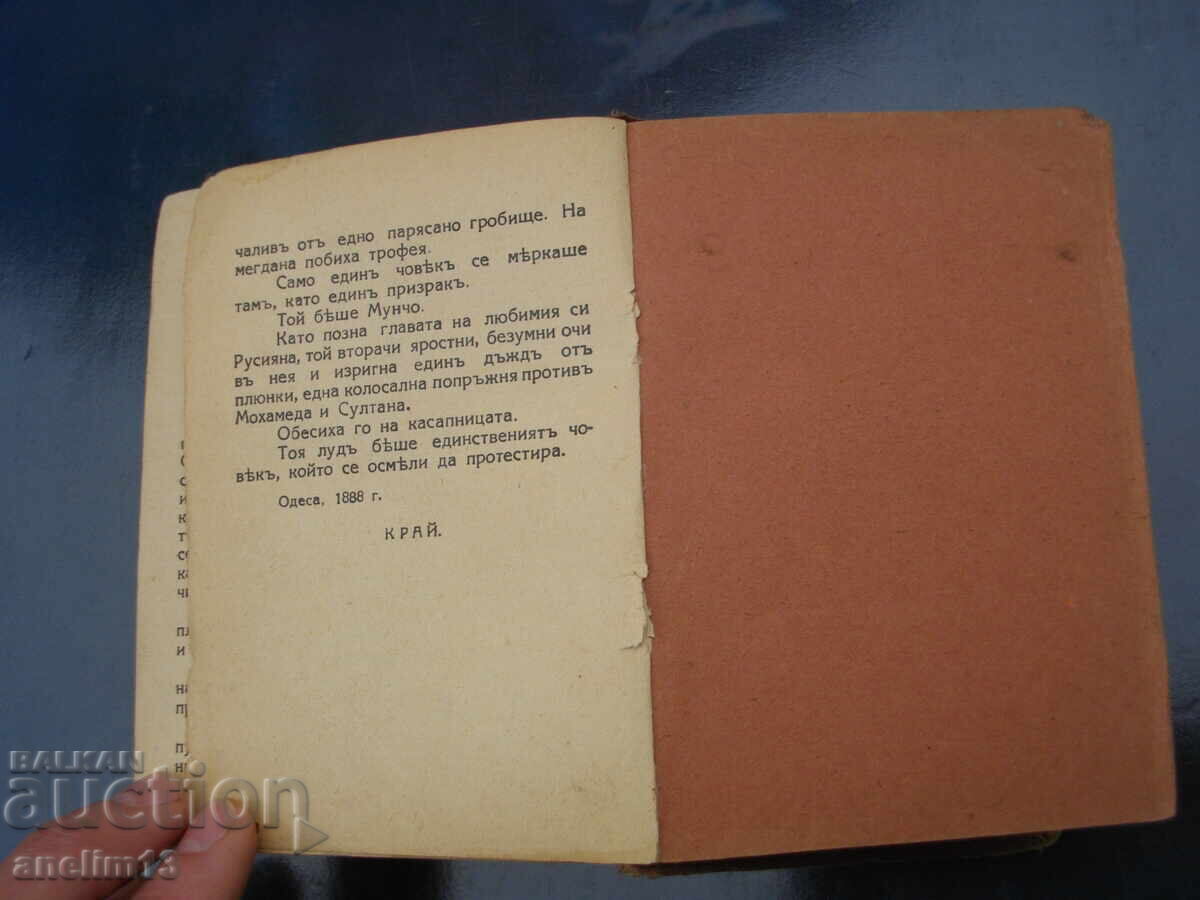 чаливъ отъ едно парясано гробище. На
мегдана побиха трофея.
Само единъ човѣкъ се мѣркаше
тамъ, като единъ призракъ.
Той бѣше Мунчо.
Като позна главата на любимия си
Русияна, той вторачи яростни, безумни очи
въ нея и изригна единъ дъждъ отъ
плюнки, една колосална попръжня противъ
Мохамеда и Султана.
Обесиха го на касапницата.
Тоя лудъ бѣше единствениятъ чо-
вѣкъ, който се осмѣли да протестира.
Одеса, 1888 г.
КРАЙ.
BALKAN
auction
anelim13